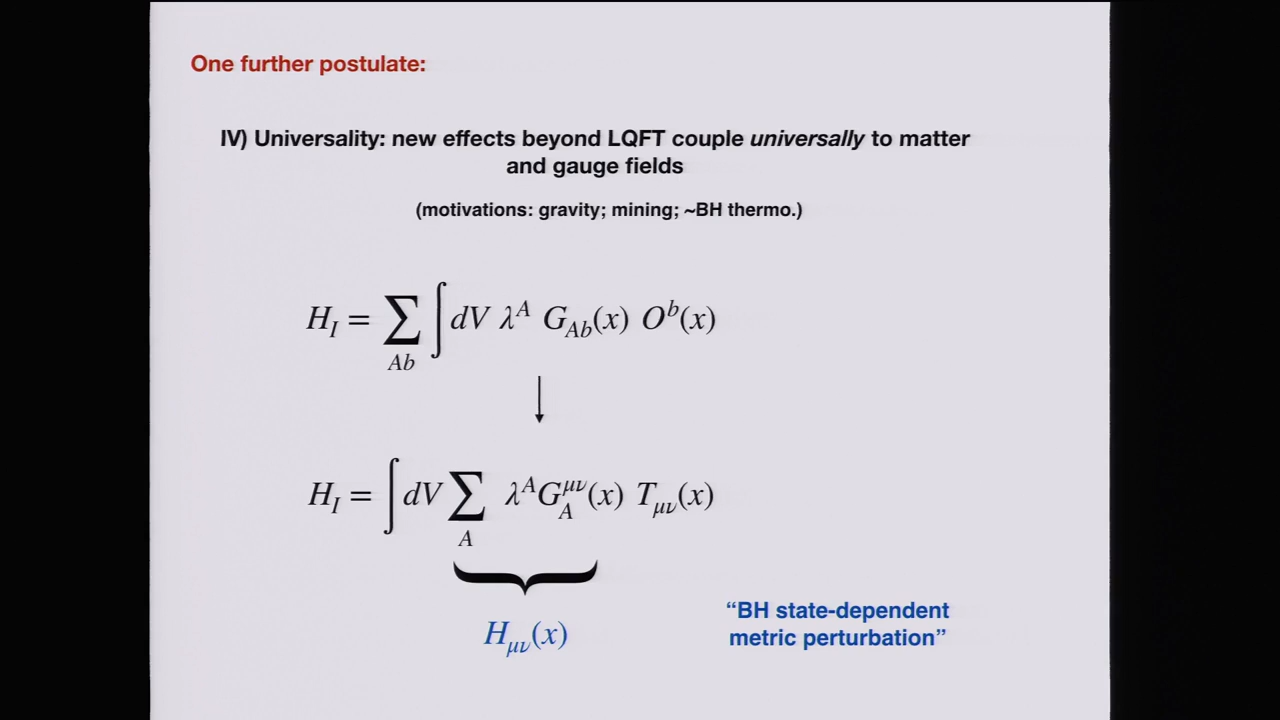 One further postulate:
IV) Universality: new effects beyond LQFT couple universally to matter
and gauge fields
(motivations: gravity; mining; ~BH thermo.)
H_I = ∑_{Ab} ∫ dV λ^A G_{Ab}(x) O^b(x)
↓
H_I = ∫ dV ∑_A λ^A G_A^{μν}(x) T_{μν}(x)
H_{μν}(x)
“BH state-dependent
metric perturbation”